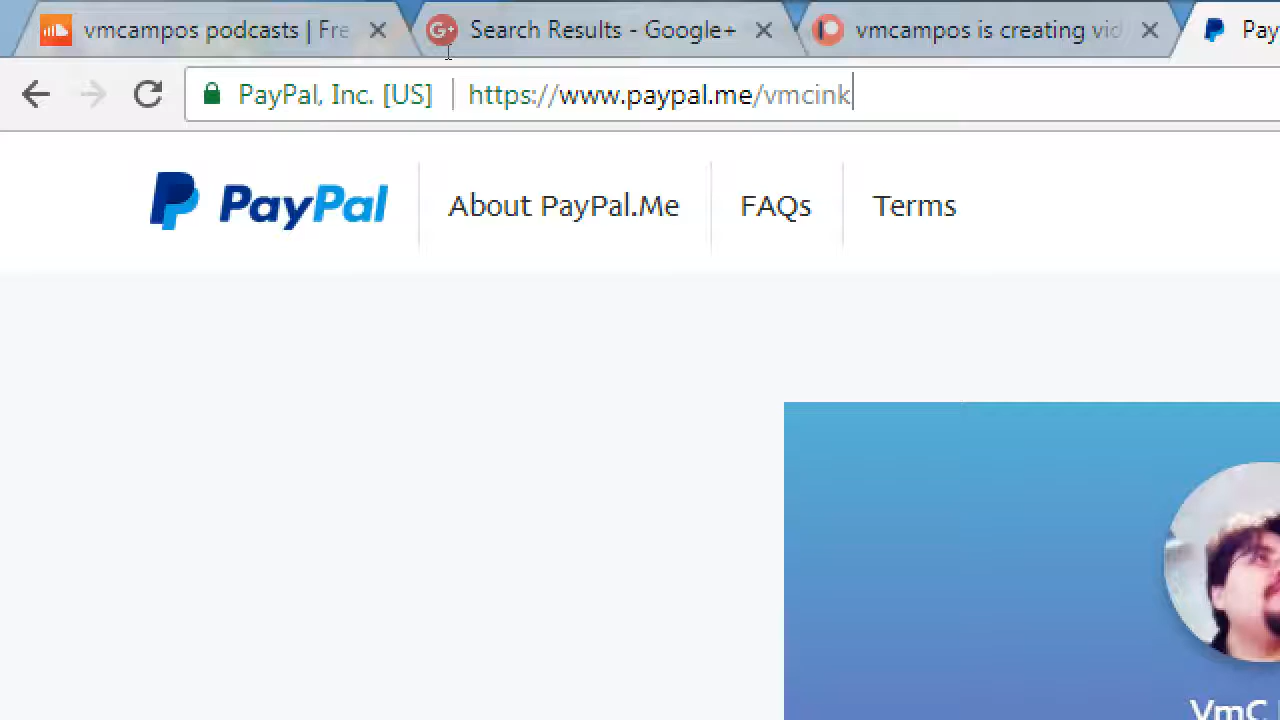 vmcampos podcasts | Fre
Search Results - Google+
vmcampos is creating vid
Pay
PayPal, Inc. [US]
https://www.paypal.me/vmcink
PayPal
About PayPal.Me
FAQs
Terms
VmC